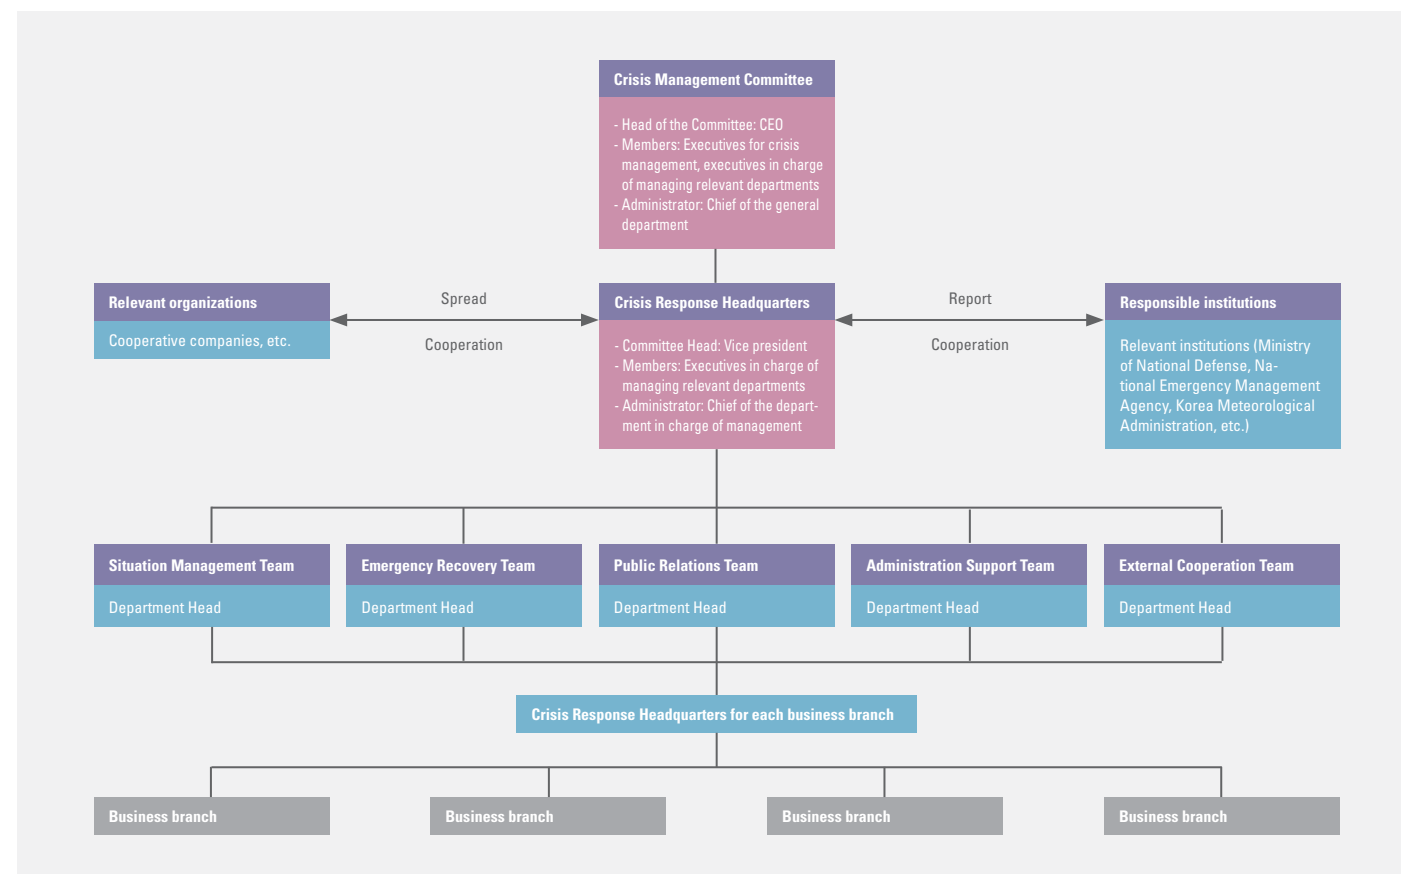 Crisis Management Committee
- Head of the Committee: CEO
- Members: Executives for crisis
management, executives in charge
of managing relevant departments
- Administrator: Chief of the general
department
Relevant organizations
Cooperative companies, etc.
Spread
Cooperation
Crisis Response Headquarters
- Committee Head: Vice president
- Members: Executives in charge of
managing relevant departments
- Administrator: Chief of the depart-
ment in charge of management
Report
Cooperation
Responsible institutions
Relevant institutions (Ministry
of National Defense, Na-
tional Emergency Management
Agency, Korea Meteorological
Administration, etc.)
Situation Management Team
Department Head
Emergency Recovery Team
Department Head
Public Relations Team
Department Head
Administration Support Team
Department Head
External Cooperation Team
Department Head
Crisis Response Headquarters for each business branch
Business branch
Business branch
Business branch
Business branch